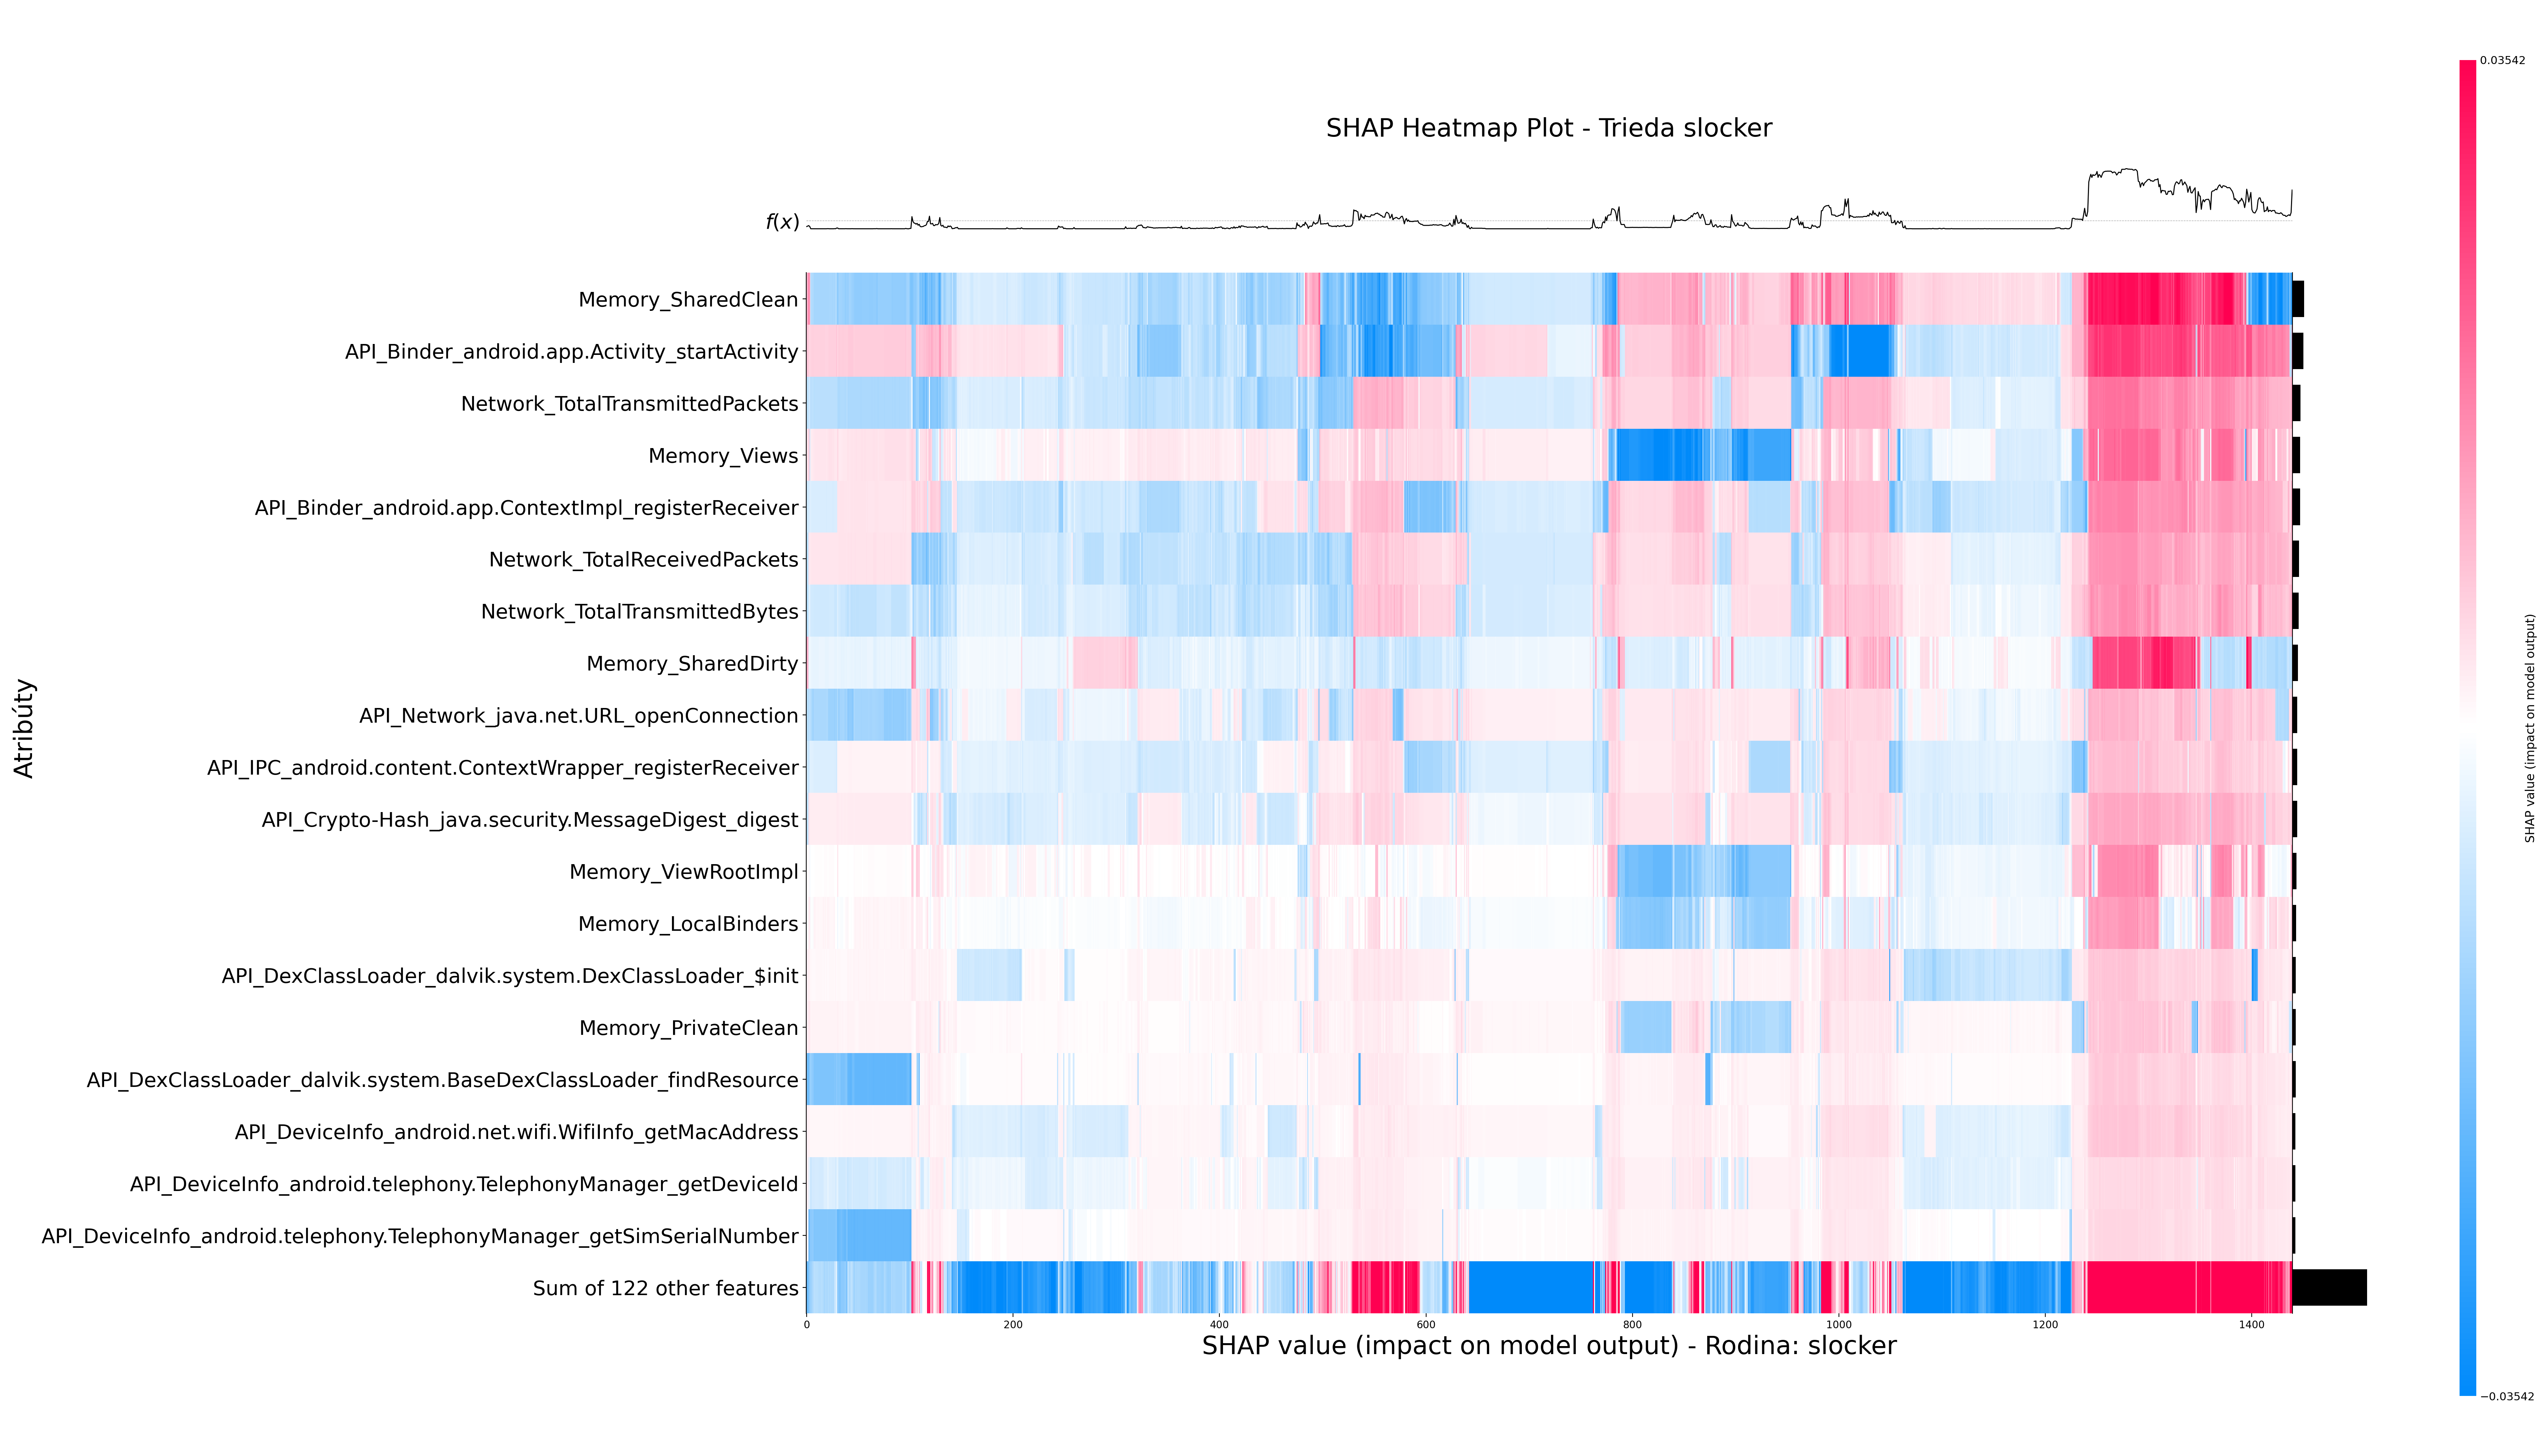 0.03542
SHAP Heatmap Plot - Trieda slocker
f(x)
Memory_SharedClean
API_Binder_android.app.Activity_startActivity
Network_TotalTransmittedPackets
Memory_Views
API_Binder_android.app.ContextImpl_registerReceiver
Network_TotalReceivedPackets
Network_TotalTransmittedBytes
Memory_SharedDirty
API_Network_java.net.URL_openConnection
API_IPC_android.content.ContextWrapper_registerReceiver
API_Crypto-Hash_java.security.MessageDigest_digest
Memory_ViewRootImpl
Memory_LocalBinders
API_DexClassLoader_dalvik.system.DexClassLoader_$init
Memory_PrivateClean
API_DexClassLoader_dalvik.system.BaseDexClassLoader_findResource
API_DeviceInfo_android.net.wifi.WifiInfo_getMacAddress
API_DeviceInfo_android.telephony.TelephonyManager_getDeviceId
API_DeviceInfo_android.telephony.TelephonyManager_getSimSerialNumber
Sum of 122 other features
Atribúty
0 200 400 600 800 1000 1200 1400
SHAP value (impact on model output) - Rodina: slocker
SHAP value (impact on model output)
−0.03542